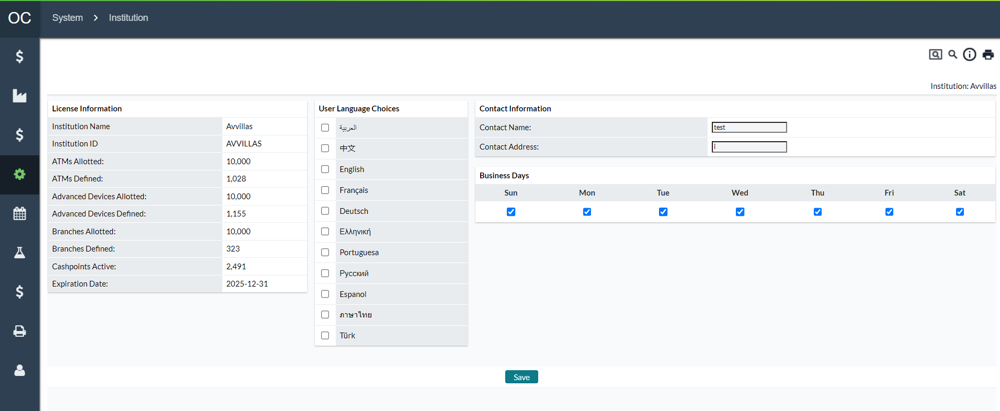 OC
System
Institution
Institution: Avvillas
License Information
Institution Name Avvillas
Institution ID AVVILLAS
ATMs Allotted: 10,000
ATMs Defined: 1,028
Advanced Devices Allotted: 10,000
Advanced Devices Defined: 1,155
Branches Allotted: 10,000
Branches Defined: 323
Cashpoints Active: 2,491
Expiration Date: 2025-12-31
User Language Choices
العربية
中文
English
Français
Deutsch
Ελληνική
Portuguesa
Русский
Espanol
ภาษาไทย
Türk
Contact Information
Contact Name: test
Contact Address: i
Business Days
Sun Mon Tue Wed Thu Fri Sat
Save